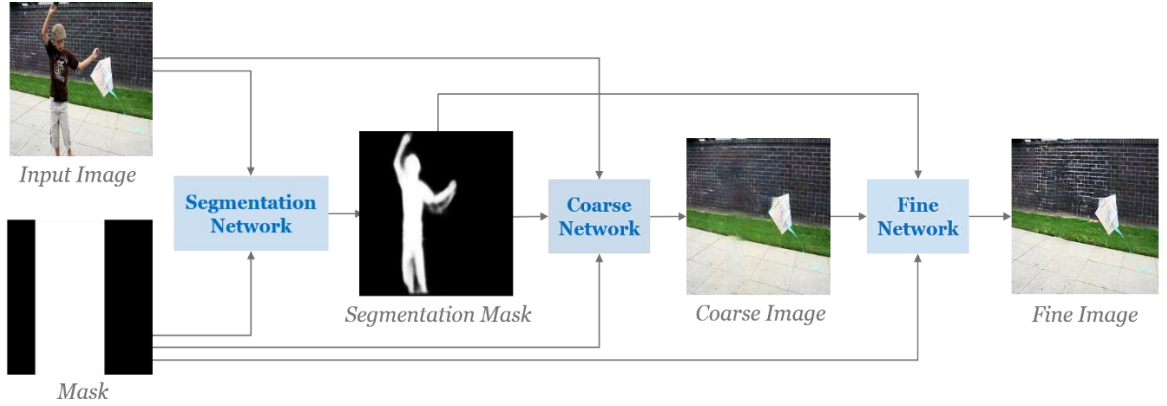 Input Image
Segmentation
Network
Mask
Segmentation Mask
Coarse
Network
Coarse Image
Fine
Network
Fine Image